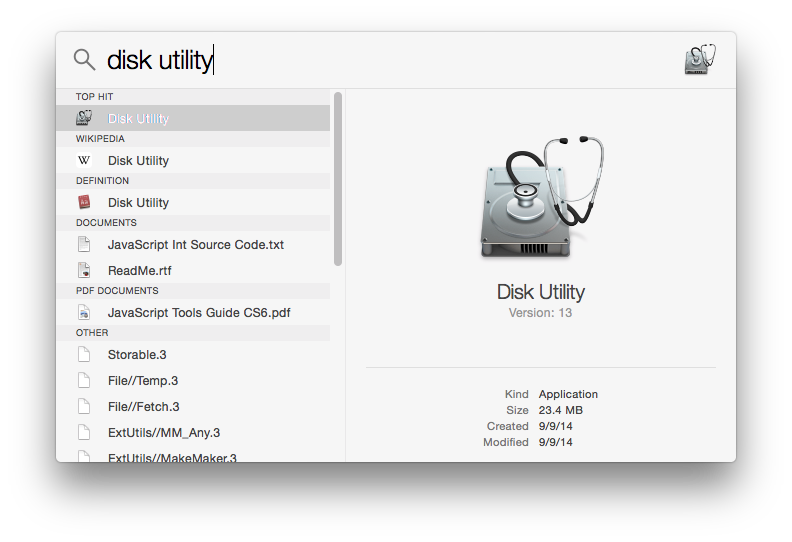 disk utility
TOP HIT
Disk Utility
WIKIPEDIA
W Disk Utility
DEFINITION
Disk Utility
DOCUMENTS
JavaScript Int Source Code.txt
ReadMe.rtf
PDF DOCUMENTS
JavaScript Tools Guide CS6.pdf
OTHER
Storable.3
File//Temp.3
File//Fetch.3
ExtUtils//MM_Any.3
ExtUtils//MakeMaker.3
Disk Utility
Version: 13
Kind Application
Size 23.4 MB
Created 9/9/14
Modified 9/9/14